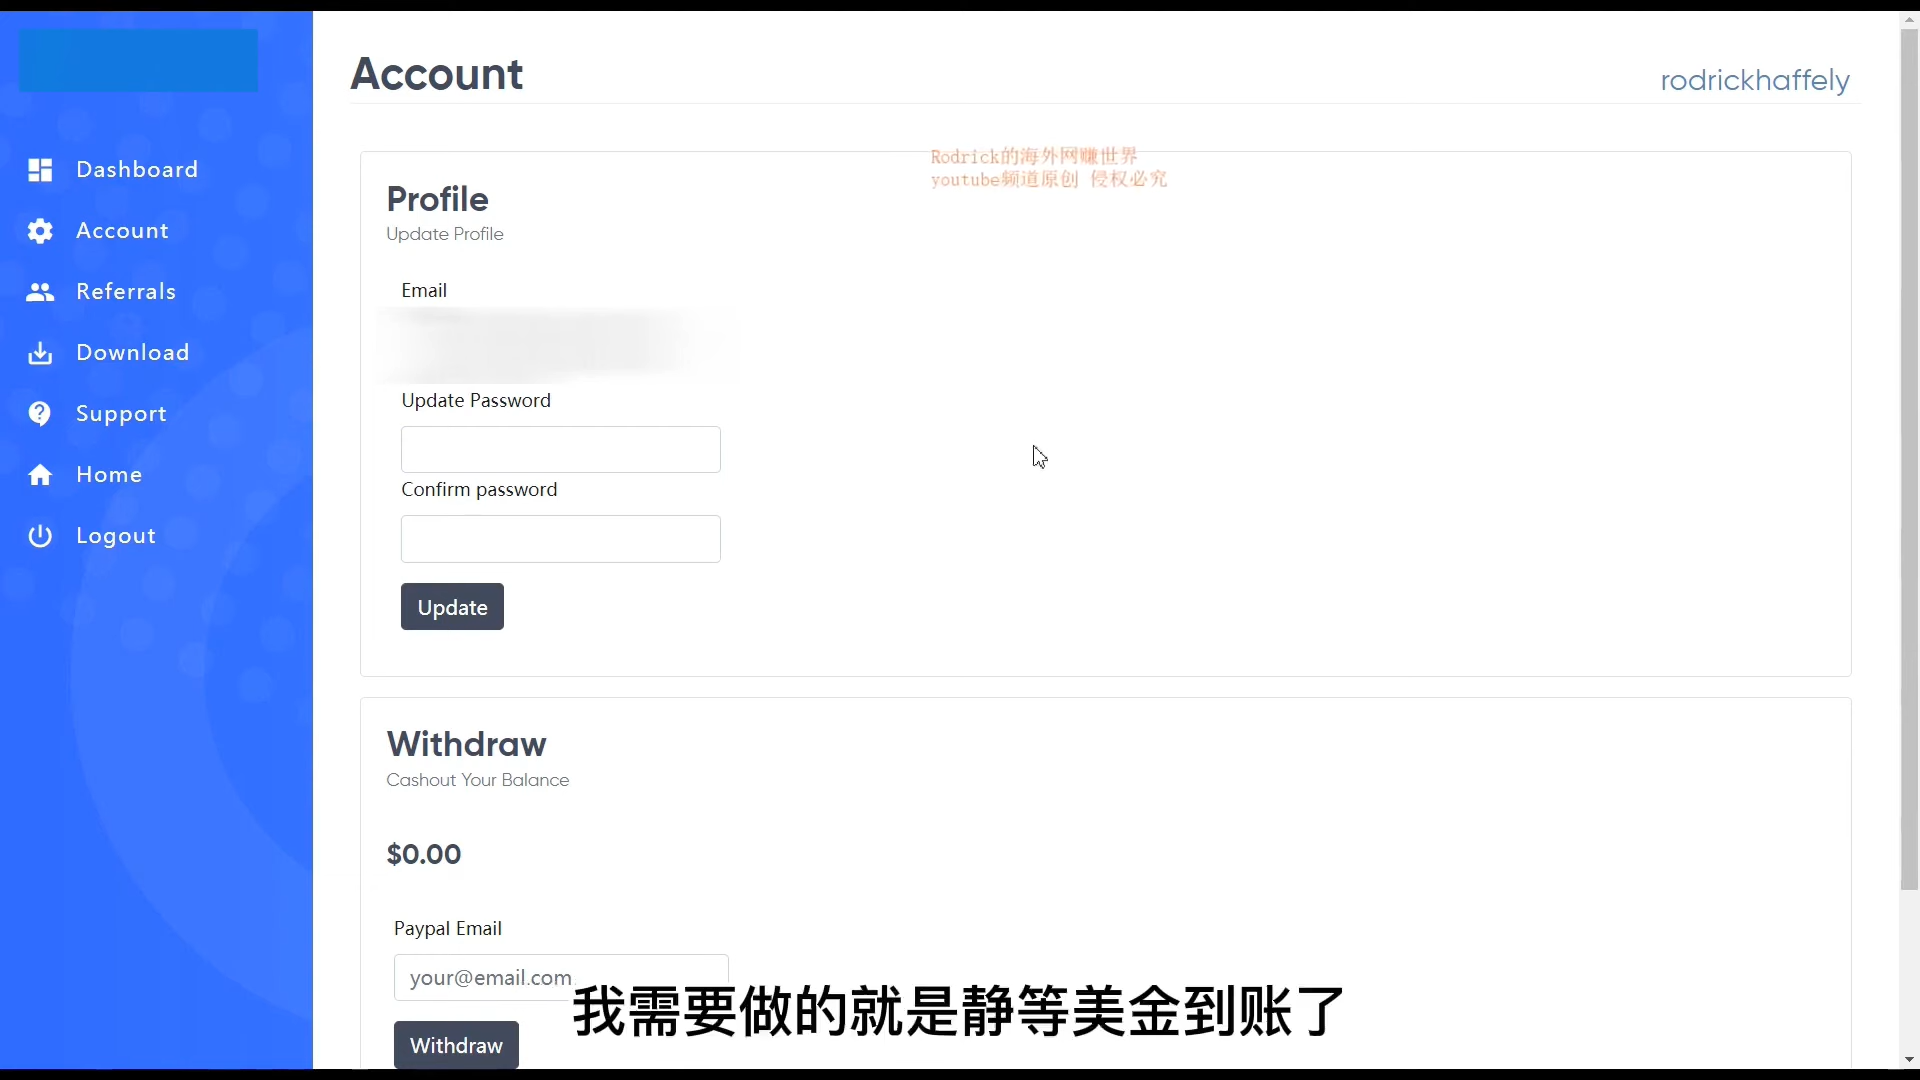 Account
rodrickhaffely
Dashboard
Account
Referrals
Download
Support
Home
Logout
Rodrick的海外网赚世界
youtube频道原创 侵权必究
Profile
Update Profile
Email
Update Password
Confirm password
Update
Withdraw
Cashout Your Balance
$0.00
Paypal Email
your@email.com
Withdraw
我需要做的就是静等美金到账了